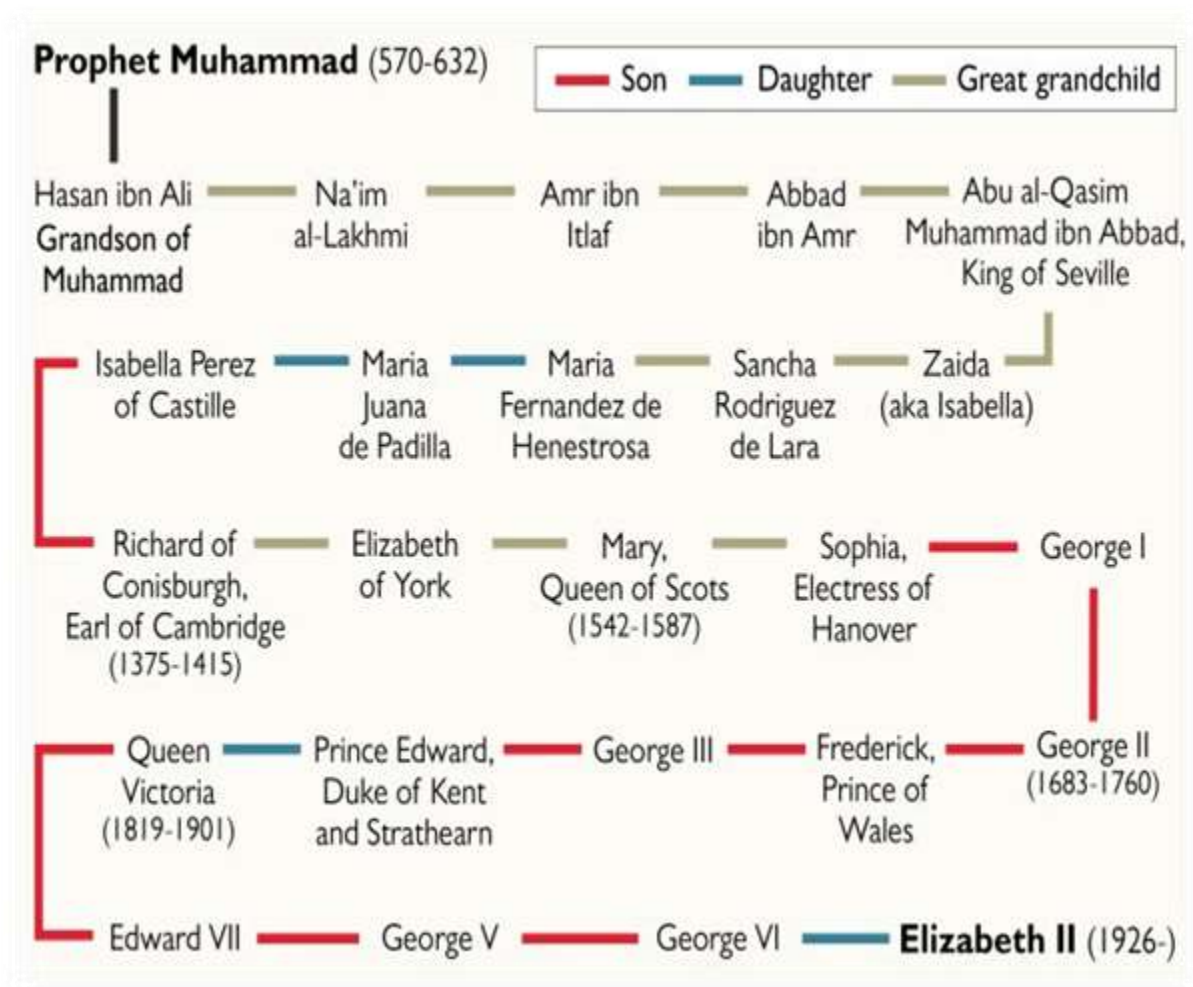 Prophet Muhammad (570-632)
Son Daughter Great grandchild
Hasan ibn Ali
Grandson of
Muhammad
Na'im
al-Lakhmi
Amr ibn
Itlaf
Abbad
ibn Amr
Abu al-Qasim
Muhammad ibn Abbad,
King of Seville
Zaida
(aka Isabella)
Sancha
Rodriguez
de Lara
Maria
Fernandez de
Henestrosa
Maria
Juana
de Padilla
Isabella Perez
of Castille
Richard of
Conisburgh,
Earl of Cambridge
(1375-1415)
Elizabeth
of York
Mary,
Queen of Scots
(1542-1587)
Sophia,
Electress of
Hanover
George I
George II
(1683-1760)
Frederick,
Prince of
Wales
George III
Prince Edward,
Duke of Kent
and Strathearn
Queen
Victoria
(1819-1901)
Edward VII
George V
George VI
Elizabeth II (1926-)